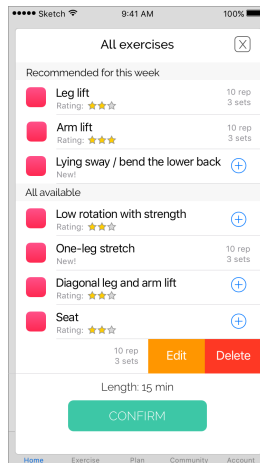 Sketch 9:41 AM 100%
All exercises X
Recommended for this week
Leg lift
Rating:
10 rep
3 sets
Arm lift
Rating:
10 rep
3 sets
Lying sway / bend the lower back
New!
All available
Low rotation with strength
Rating:
One-leg stretch
New!
10 rep
3 sets
Diagonal leg and arm lift
Rating:
Seat
Rating:
10 rep
3 sets
Edit
Delete
Length: 15 min
CONFIRM
Home Exercise Plan Community Account